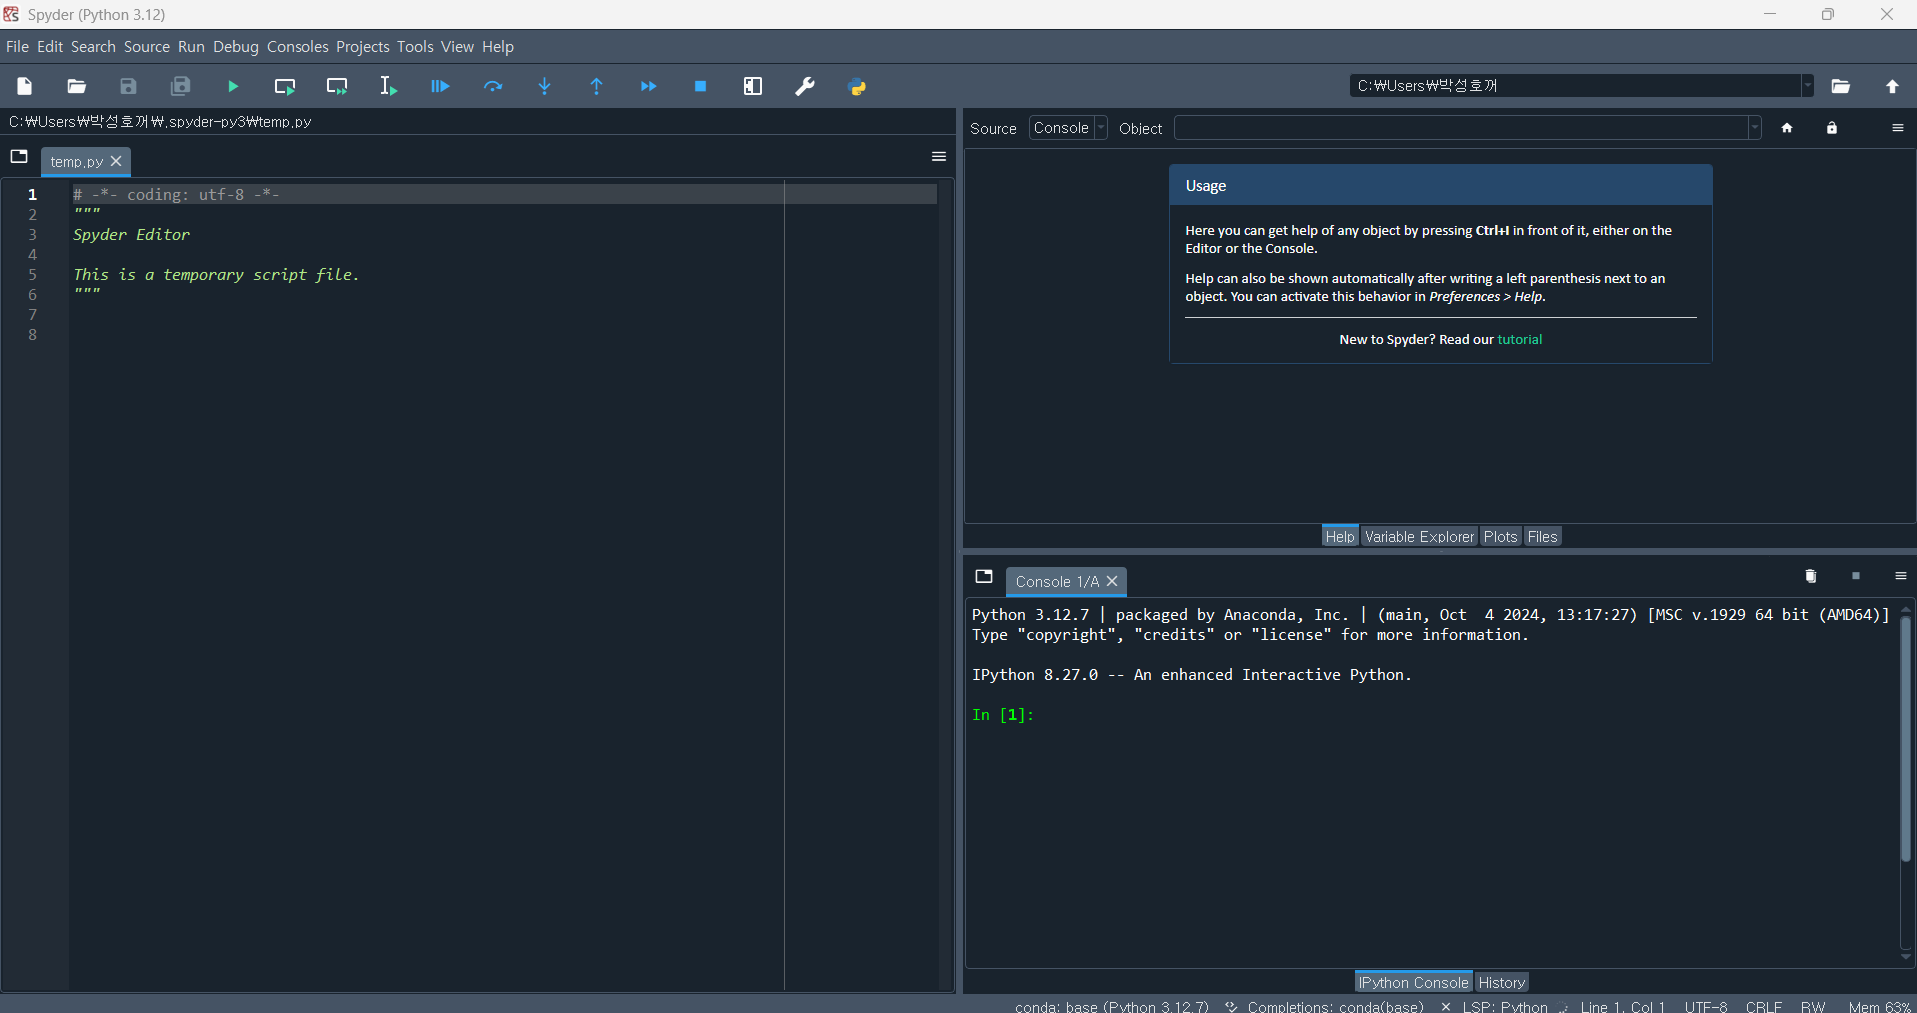 Spyder (Python 3.12)
File Edit Search Source Run Debug Consoles Projects Tools View Help
C:₩Users₩박성호꺼
C:₩Users₩박성호꺼₩.spyder-py3₩temp.py
temp.py
1 # -*- coding: utf-8 -*-
2 """
3 Spyder Editor
4
5 This is a temporary script file.
6 """
7
8
Source Console Object
Usage
Here you can get help of any object by pressing Ctrl+I in front of it, either on the
Editor or the Console.
Help can also be shown automatically after writing a left parenthesis next to an
object. You can activate this behavior in Preferences > Help.
New to Spyder? Read our tutorial
Help Variable Explorer Plots Files
Console 1/A
Python 3.12.7 | packaged by Anaconda, Inc. | (main, Oct  4 2024, 13:17:27) [MSC v.1929 64 bit (AMD64)]
Type "copyright", "credits" or "license" for more information.
IPython 8.27.0 -- An enhanced Interactive Python.
In [1]:
IPython Console History
conda: base (Python 3.12.7) Completions: conda(base) LSP: Python Line 1, Col 1 UTF-8 CRLF RW Mem 63%